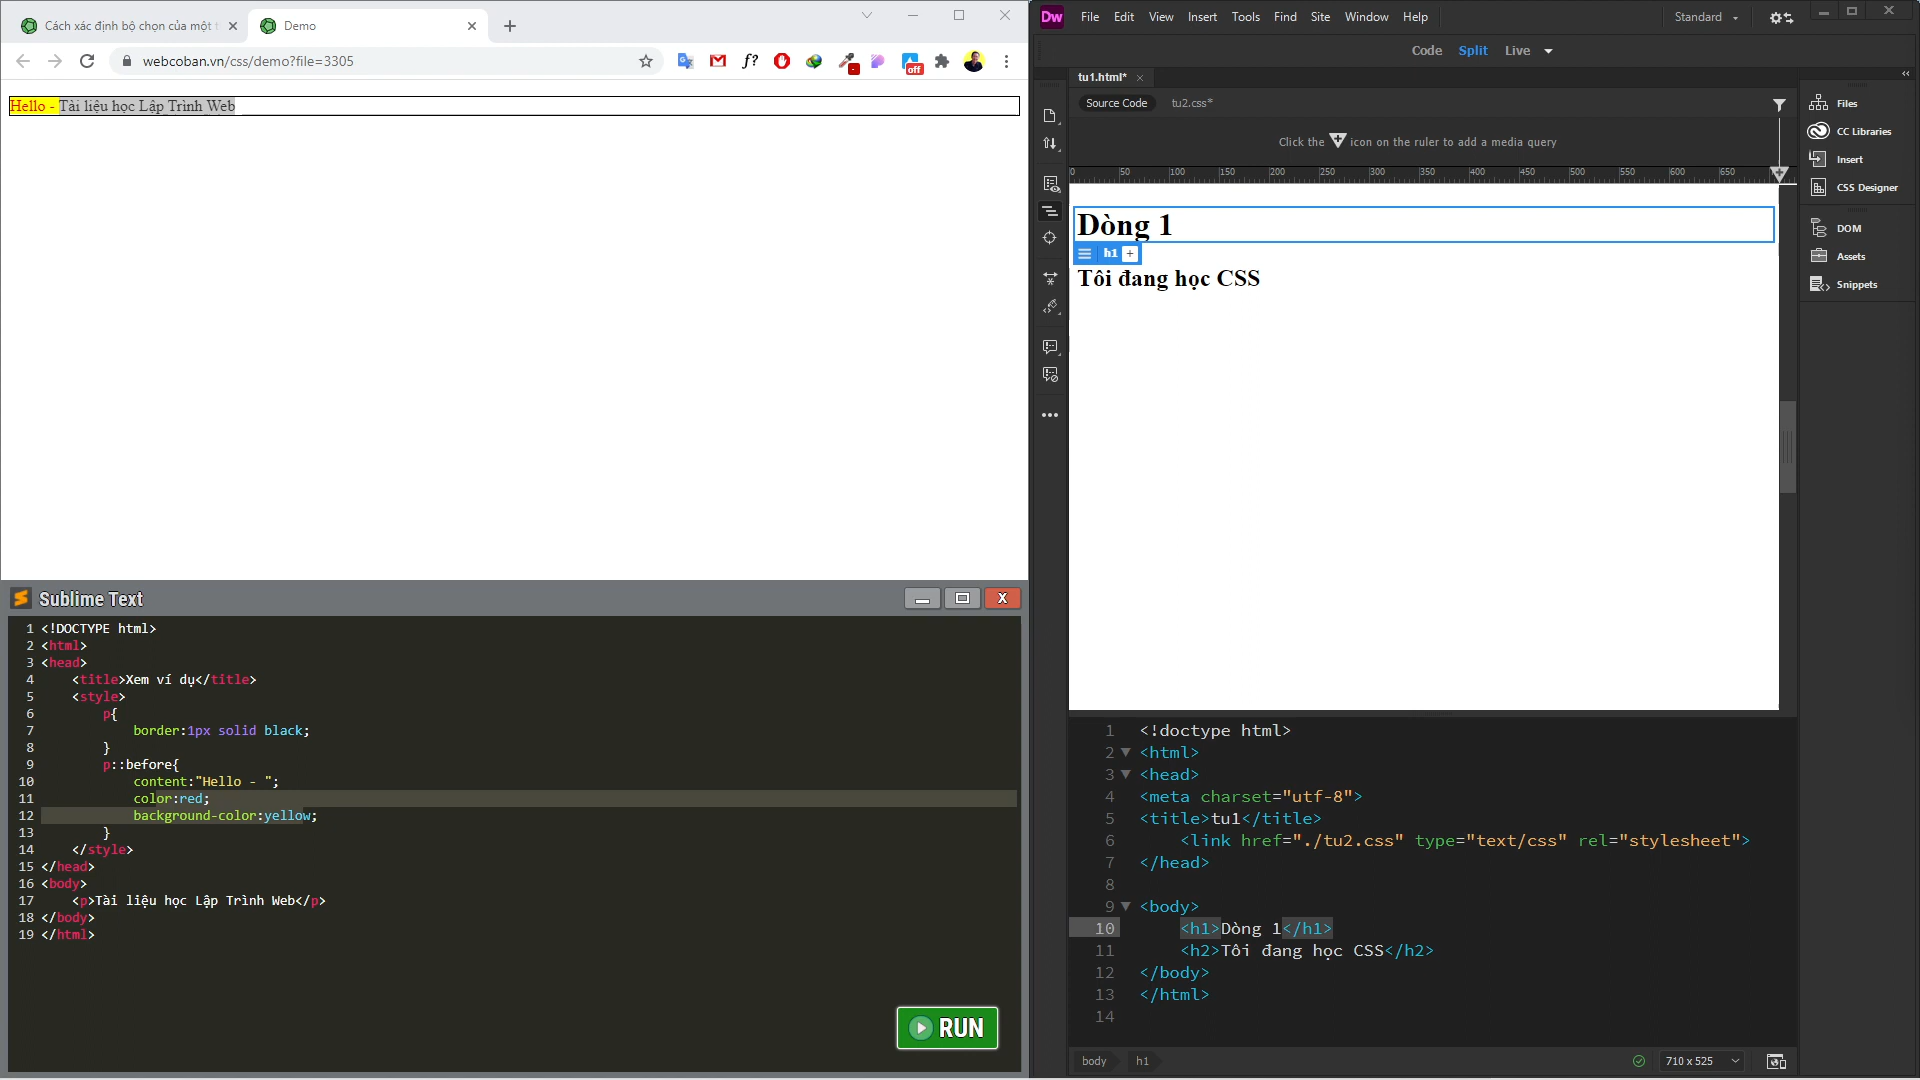 Cách xác định bộ chọn của một t
Demo
webcoban.vn/css/demo?file=3305
f?
off
Hello - Tài liệu học Lập Trình Web
Sublime Text
1 <!DOCTYPE html>
2 <html>
3 <head>
4 <title>Xem ví dụ</title>
5 <style>
6 p{
7 border:1px solid black;
8 }
9 p::before{
10 content:"Hello - ";
11 color:red;
12 background-color:yellow;
13 }
14 </style>
15 </head>
16 <body>
17 <p>Tài liệu học Lập Trình Web</p>
18 </body>
19 </html>
RUN
Dw File Edit View Insert Tools Find Site Window Help
Standard
Code Split Live
tu1.html*
Source Code tu2.css*
Click the icon on the ruler to add a media query
0 50 100 150 200 250 300 350 400 450 500 550 600 650
Dòng 1
h1 +
Tôi đang học CSS
Files
CC Libraries
Insert
CSS Designer
DOM
Assets
Snippets
1 <!doctype html>
2 <html>
3 <head>
4 <meta charset="utf-8">
5 <title>tu1</title>
6 <link href="./tu2.css" type="text/css" rel="stylesheet">
7 </head>
8
9 <body>
10 <h1>Dòng 1</h1>
11 <h2>Tôi đang học CSS</h2>
12 </body>
13 </html>
14
body h1
710 x 525